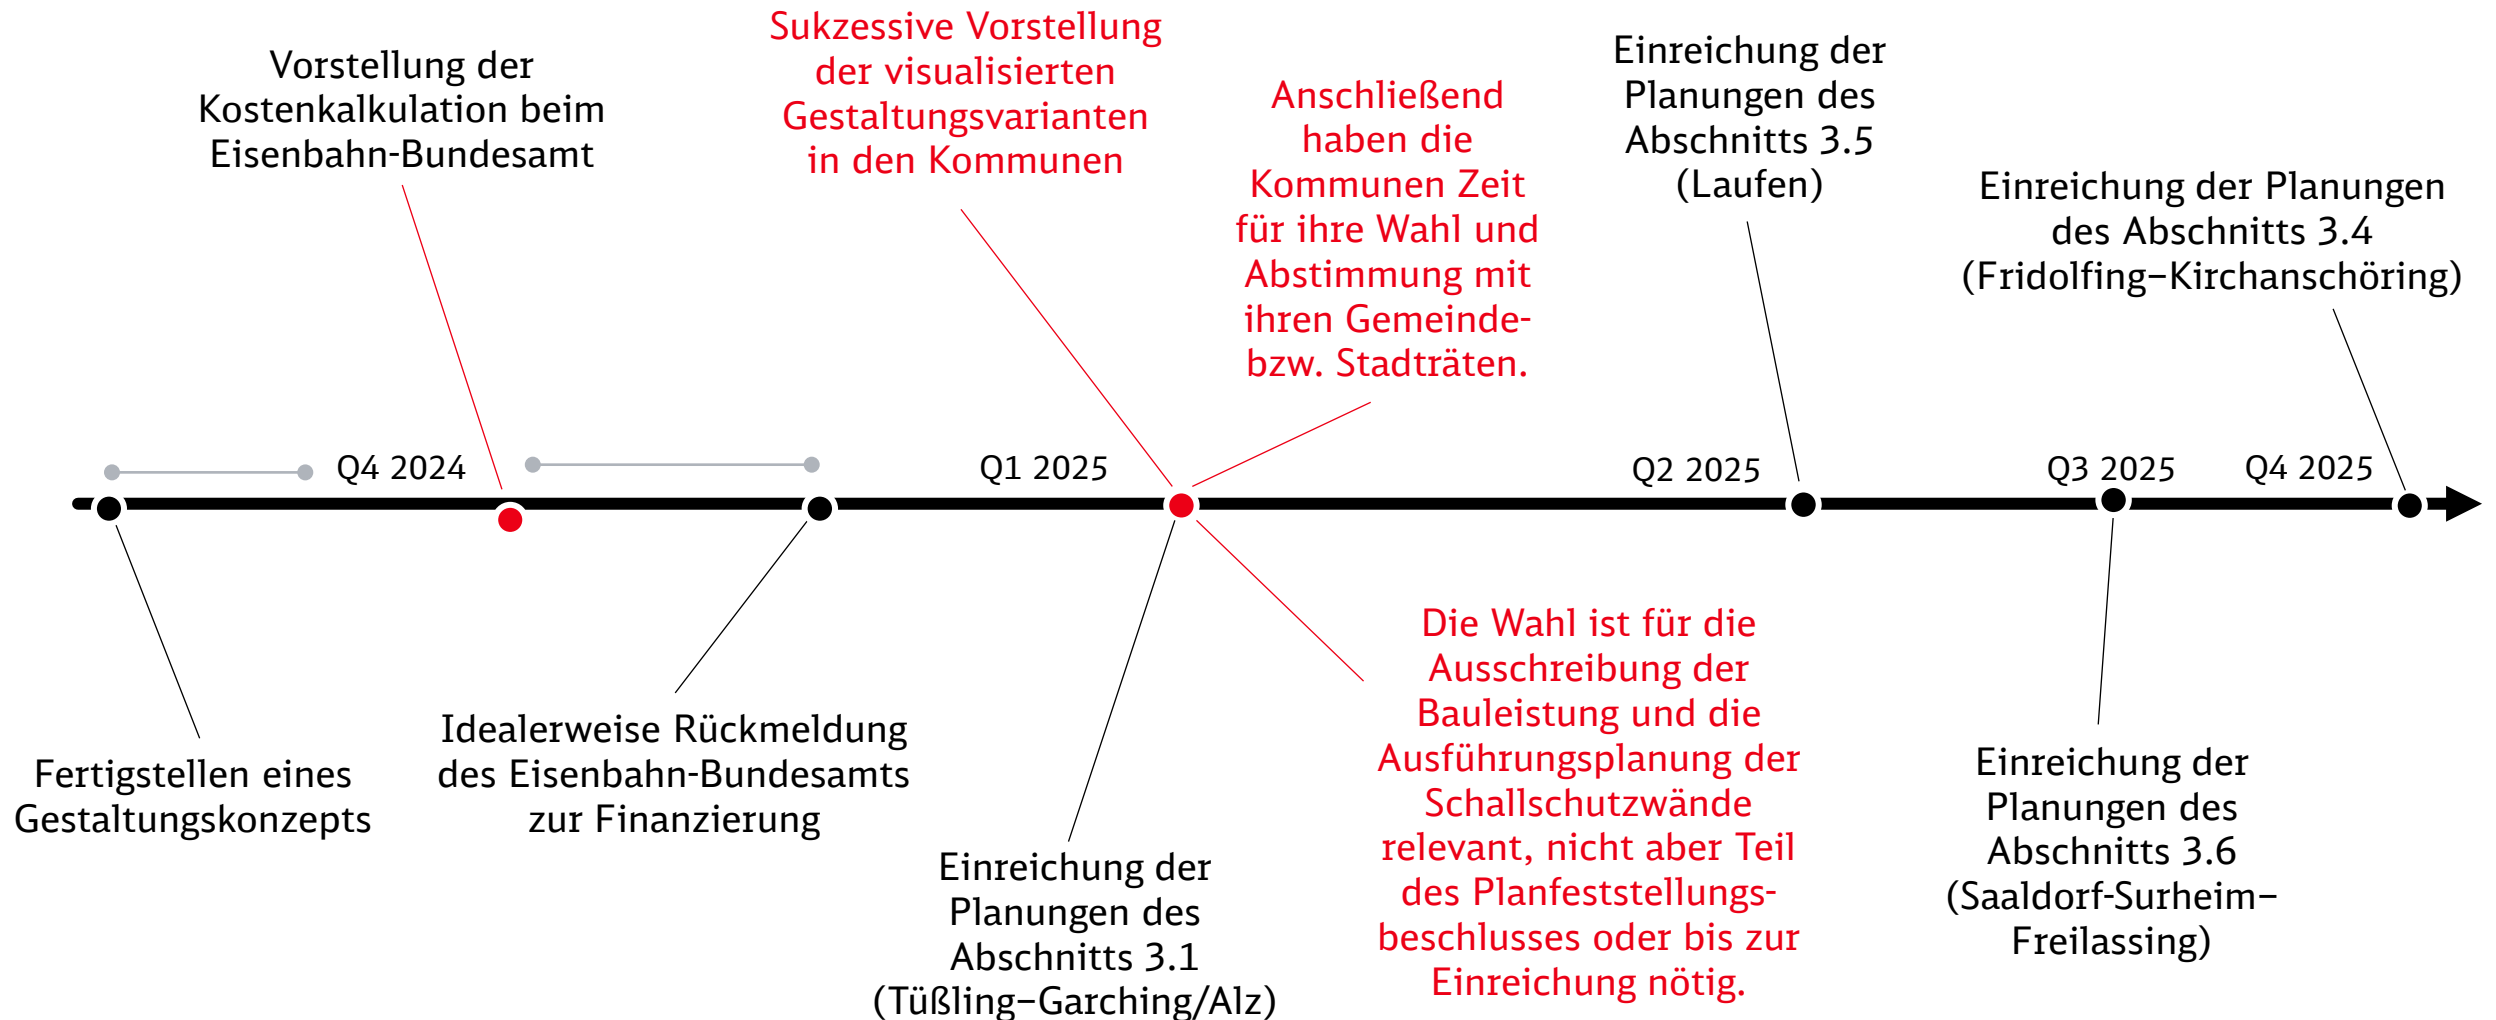 Vorstellung der
Kostenkalkulation beim
Eisenbahn-Bundesamt
Sukzessive Vorstellung
der visualisierten
Gestaltungsvarianten
in den Kommunen
Anschließend
haben die
Kommunen Zeit
für ihre Wahl und
Abstimmung mit
ihren Gemeinde-
bzw. Stadträten.
Einreichung der
Planungen des
Abschnitts 3.5
(Laufen)
Einreichung der Planungen
des Abschnitts 3.4
(Fridolfing–Kirchanschöring)
Q4 2024
Q1 2025
Q2 2025
Q3 2025
Q4 2025
Fertigstellen eines
Gestaltungskonzepts
Idealerweise Rückmeldung
des Eisenbahn-Bundesamts
zur Finanzierung
Einreichung der
Planungen des
Abschnitts 3.1
(Tüßling–Garching/Alz)
Die Wahl ist für die
Ausschreibung der
Bauleistung und die
Ausführungsplanung der
Schallschutzwände
relevant, nicht aber Teil
des Planfeststellungs-
beschlusses oder bis zur
Einreichung nötig.
Einreichung der
Planungen des
Abschnitts 3.6
(Saaldorf-Surheim–
Freilassing)